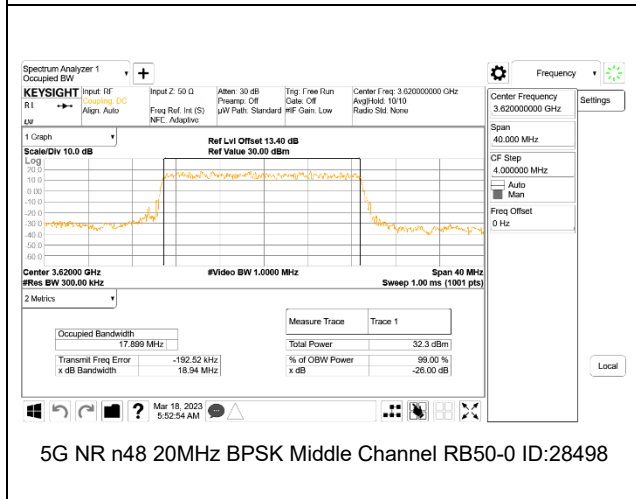 Spectrum Analyzer 1
Occupied BW
+
Frequency
KEYSIGHT
Input: RF
Coupling: DC
Align: Auto
Input Z: 50 Ω
Freq Ref: Int (S)
NFE: Adaptive
Atten: 30 dB
Preamp: Off
µW Path: Standard
Trig: Free Run
Gate: Off
#IF Gain: Low
Center Freq: 3.620000000 GHz
Avg|Hold: 10/10
Radio Std: None
Center Frequency
3.620000000 GHz
Settings
Span
40.000 MHz
CF Step
4.000000 MHz
Auto
Man
Freq Offset
0 Hz
1 Graph
Scale/Div 10.0 dB
Ref Lvl Offset 13.40 dB
Ref Value 30.00 dBm
Log
20.0
10.0
0.00
-10.0
-20.0
-30.0
-40.0
-50.0
-60.0
Center 3.62000 GHz
#Video BW 1.0000 MHz
Span 40 MHz
#Res BW 300.00 kHz
Sweep 1.00 ms (1001 pts)
2 Metrics
Measure Trace Trace 1
Occupied Bandwidth
17.899 MHz
Total Power 32.3 dBm
Transmit Freq Error -192.52 kHz
% of OBW Power 99.00 %
x dB Bandwidth 18.94 MHz
x dB -26.00 dB
Local
?
Mar 18, 2023
5:52:54 AM
5G NR n48 20MHz BPSK Middle Channel RB50-0 ID:28498